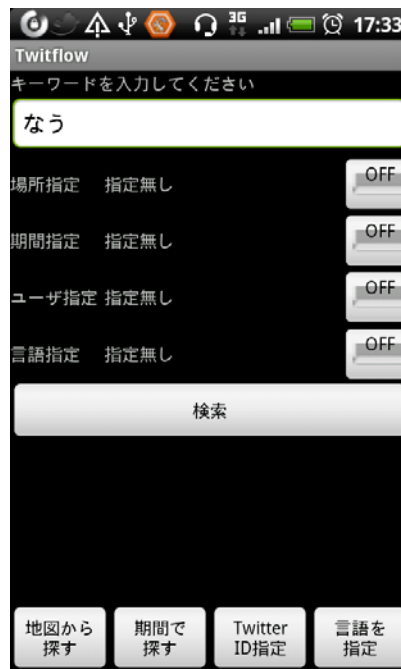 3G 17:33
Twitflow
キーワードを入力してください
なう
場所指定 指定無し OFF
期間指定 指定無し OFF
ユーザ指定 指定無し OFF
言語指定 指定無し OFF
検索
地図から 期間で Twitter 言語を
探す 探す ID指定 指定